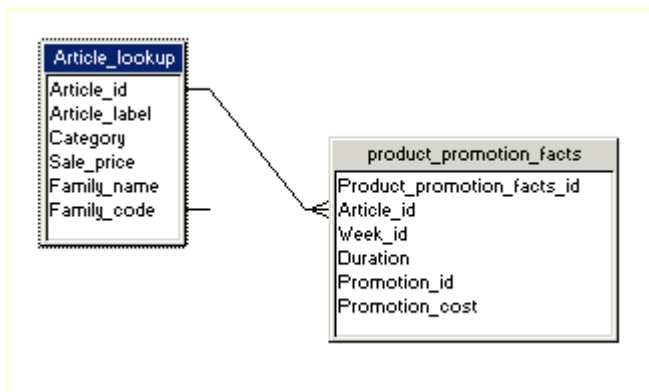 Article_lookup
Article_id
Article_label
Category
Sale_price
Family_name
Family_code
product_promotion_facts
Product_promotion_facts_id
Article_id
Week_id
Duration
Promotion_id
Promotion_cost